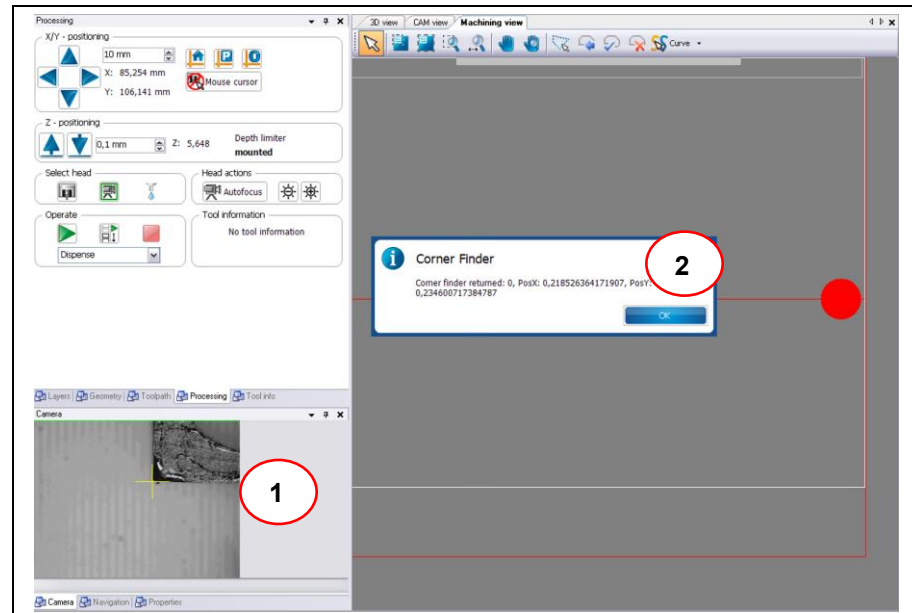 Processing
X/Y - positioning
10 mm
X: 85,254 mm
Mouse cursor
Y: 106,141 mm
Z - positioning
0,1 mm
Z: 5,648
Depth limiter
mounted
Select head
Head actions
Autofocus
Operate
Dispense
Tool information
No tool information
Layers
Geometry
Toolpath
Processing
Tool info
Camera
1
Camera
Navigation
Properties
3D view
CAM view
Machining view
Curve
Corner Finder
2
Corner finder returned: 0, PosX: 0,218526364171907, PosY:
0,234600717384787
OK